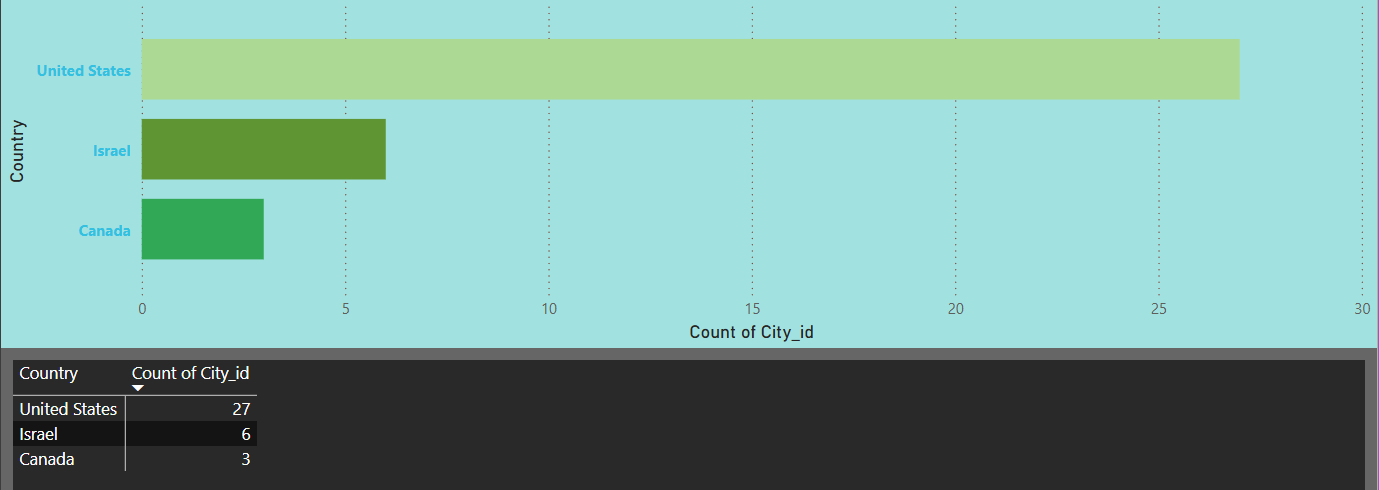 United States
Israel
Canada
Country
0 5 10 15 20 25 30
Count of City_id
Country Count of City_id
United States 27
Israel 6
Canada 3